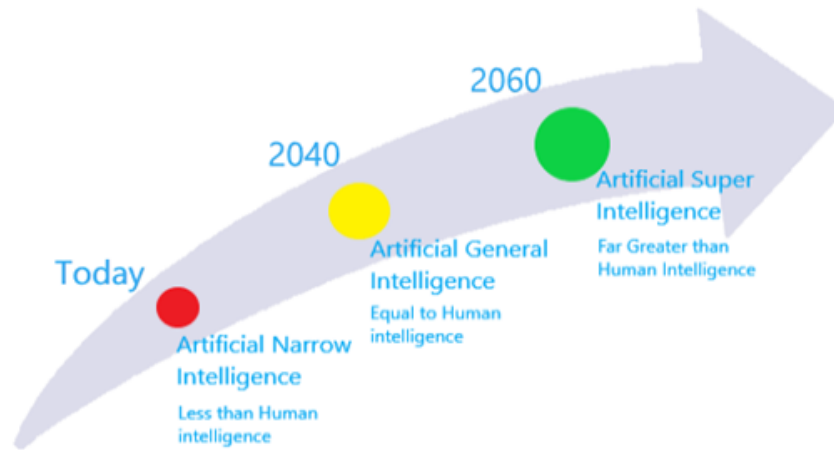 Today
Artificial Narrow
Intelligence
Less than Human
intelligence
2040
Artificial General
Intelligence
Equal to Human
intelligence
2060
Artificial Super
Intelligence
Far Greater than
Human Intelligence